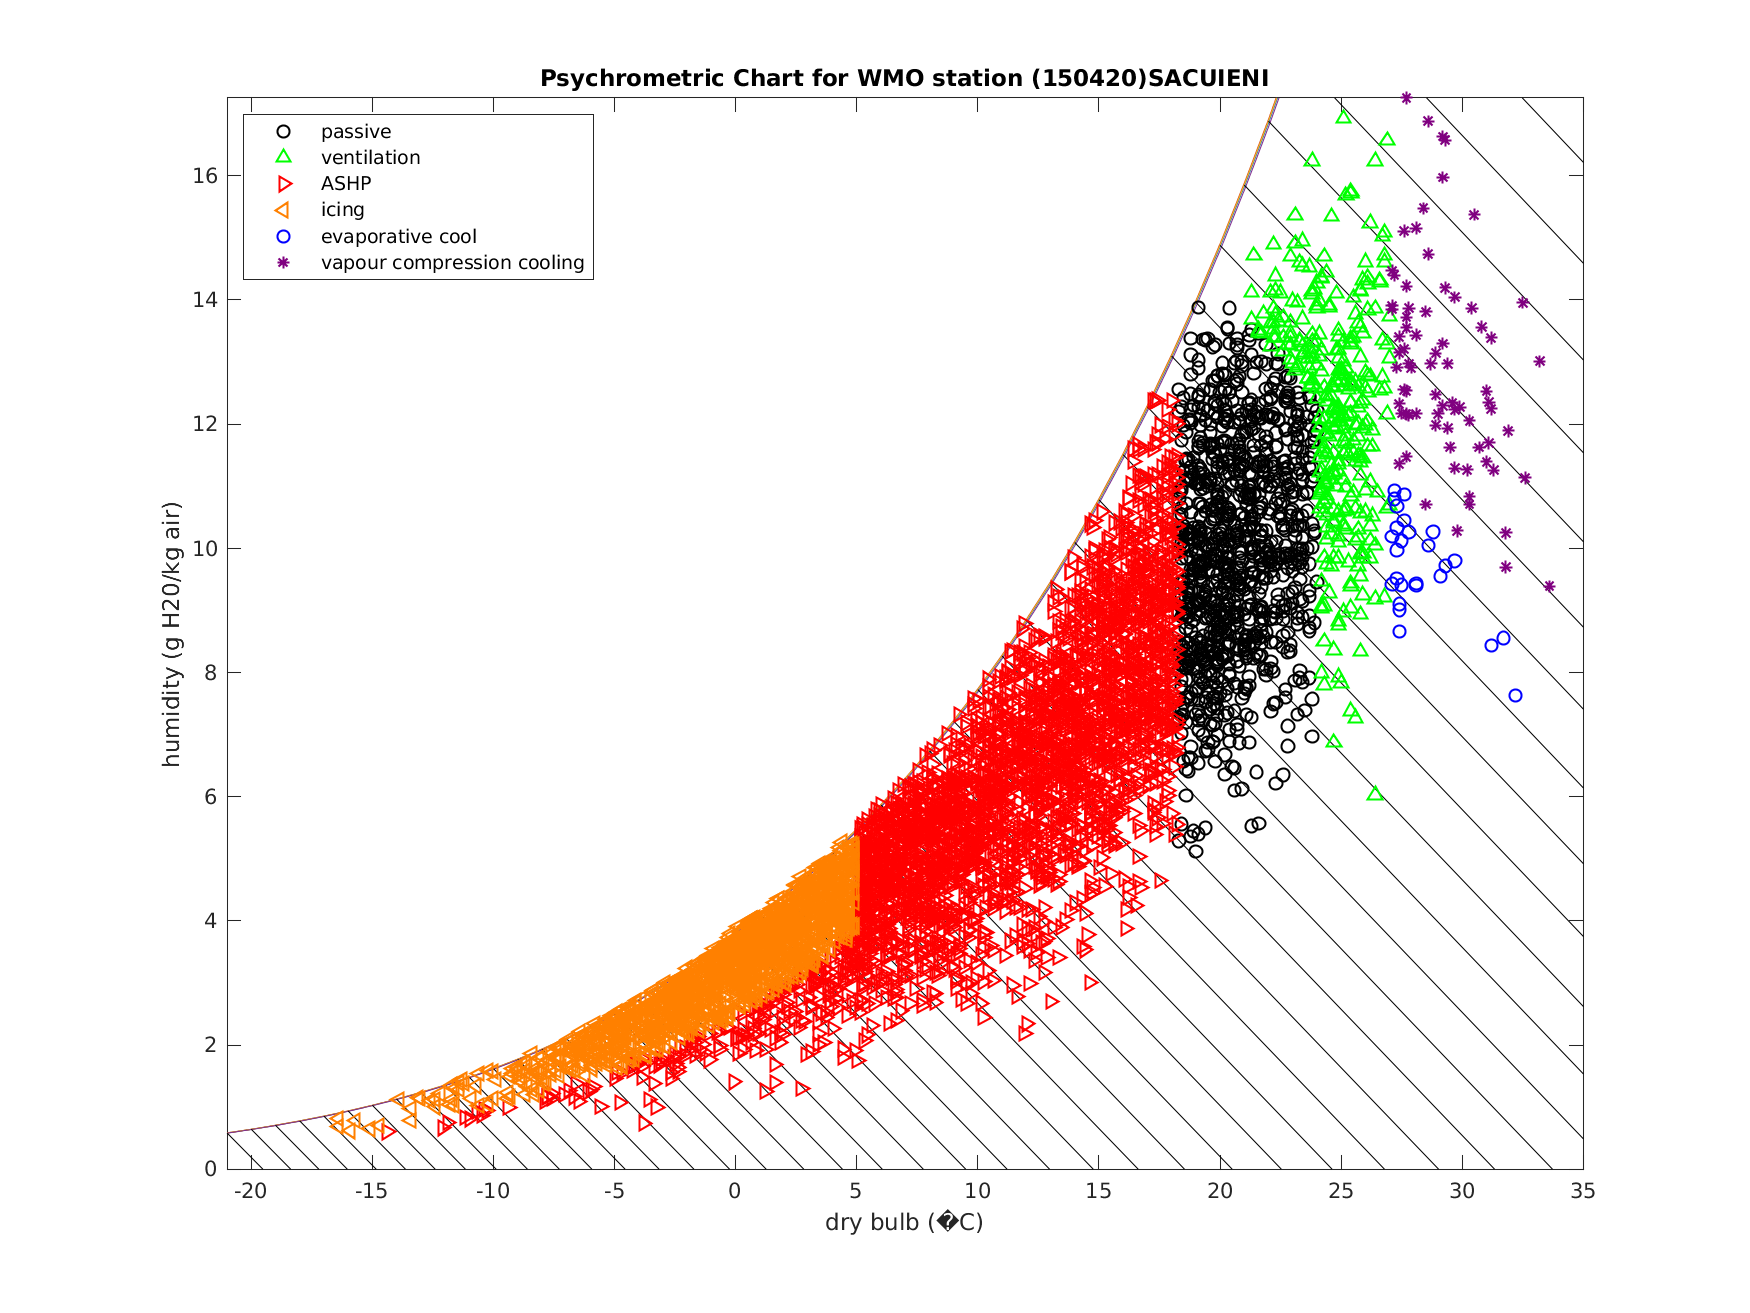 Psychrometric Chart for WMO station (150420)SACUIENI
passive
ventilation
ASHP
icing
evaporative cool
vapour compression cooling
humidity (g H20/kg air)
16
14
12
10
8
6
4
2
0
-20 -15 -10 -5 0 5 10 15 20 25 30 35
dry bulb (�C)